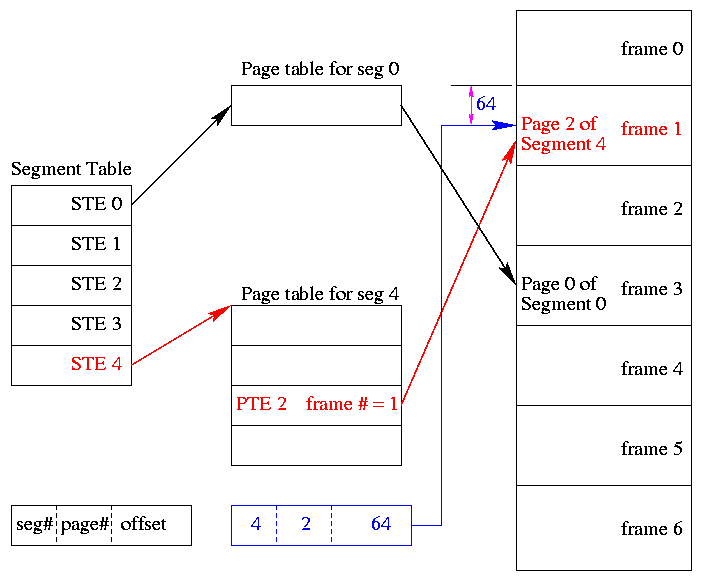 Page table for seg 0
frame 0
64
Page 2 of
Segment 4
frame 1
Segment Table
STE 0
STE 1
STE 2
STE 3
STE 4
frame 2
Page table for seg 4
PTE 2 frame # = 1
Page 0 of
Segment 0
frame 3
frame 4
frame 5
frame 6
seg# page# offset
4 2 64